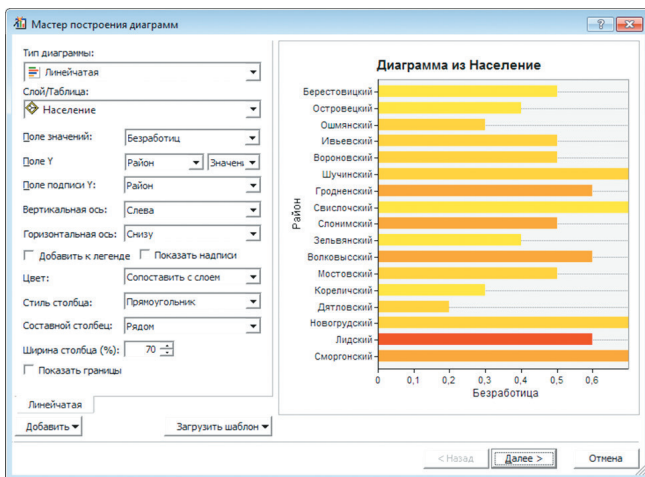 Мастер построения диаграмм
Тип диаграммы:
Линейчатая
Слой/Таблица:
Население
Поле значений: Безработиц
Поле Y Район Значен
Поле подписи Y: Район
Вертикальная ось: Слева
Горизонтальная ось: Снизу
Добавить к легенде Показать надписи
Цвет: Сопоставить с слоем
Стиль столбца: Прямоугольник
Составной столбец: Рядом
Ширина столбца (%): 70
Показать границы
Линейчатая
Добавить Загрузить шаблон
Диаграмма из Население
Район
Берестовицкий
Островецкий
Ошмянский
Ивьевский
Вороновский
Шучинский
Гродненский
Свислочский
Слонимский
Зельвянский
Волковысский
Мостовский
Кореличский
Дятловский
Новогрудский
Лидский
Сморгонский
0 0,1 0,2 0,3 0,4 0,5 0,6
Безработица
< Назад Далее > Отмена